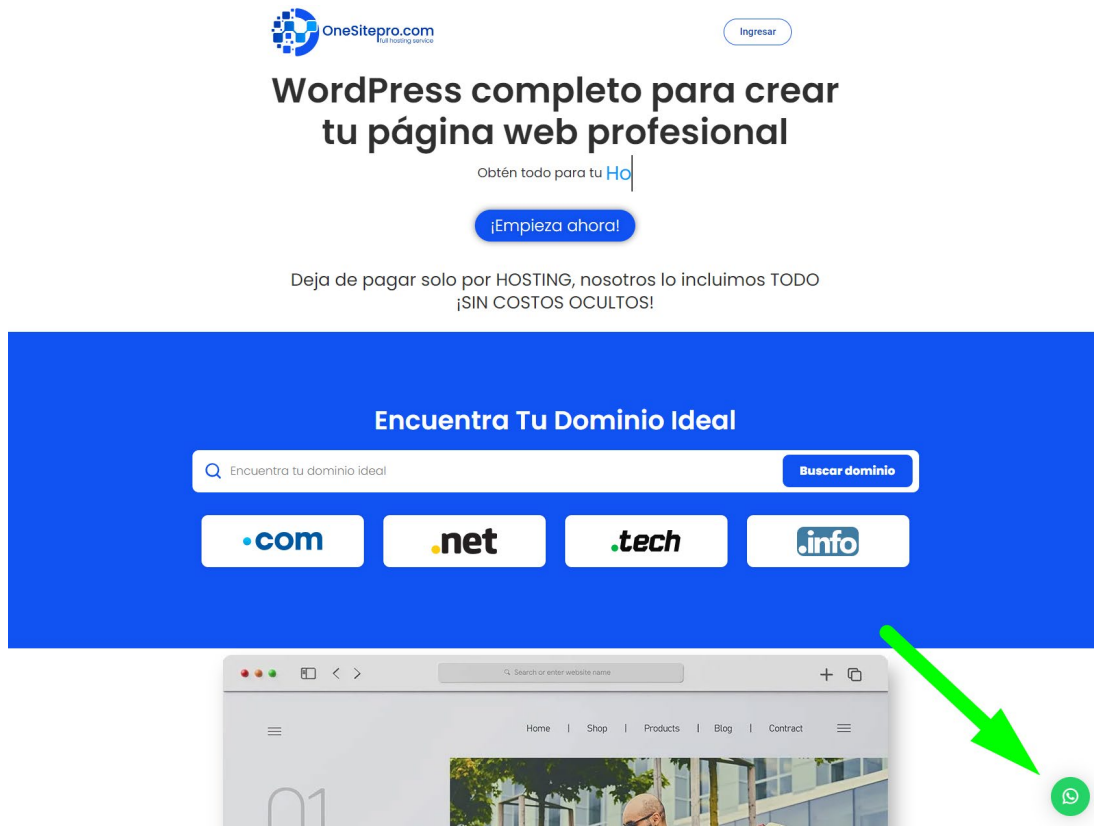 OneSitepro.com
full hosting service
Ingresar
WordPress completo para crear
tu página web profesional
Obtén todo para tu Ho
¡Empieza ahora!
Deja de pagar solo por HOSTING, nosotros lo incluimos TODO
¡SIN COSTOS OCULTOS!
Encuentra Tu Dominio Ideal
Encuentra tu dominio ideal
Buscar dominio
.com
.net
.tech
.info
Search or enter website name
Home | Shop | Products | Blog | Contract
01